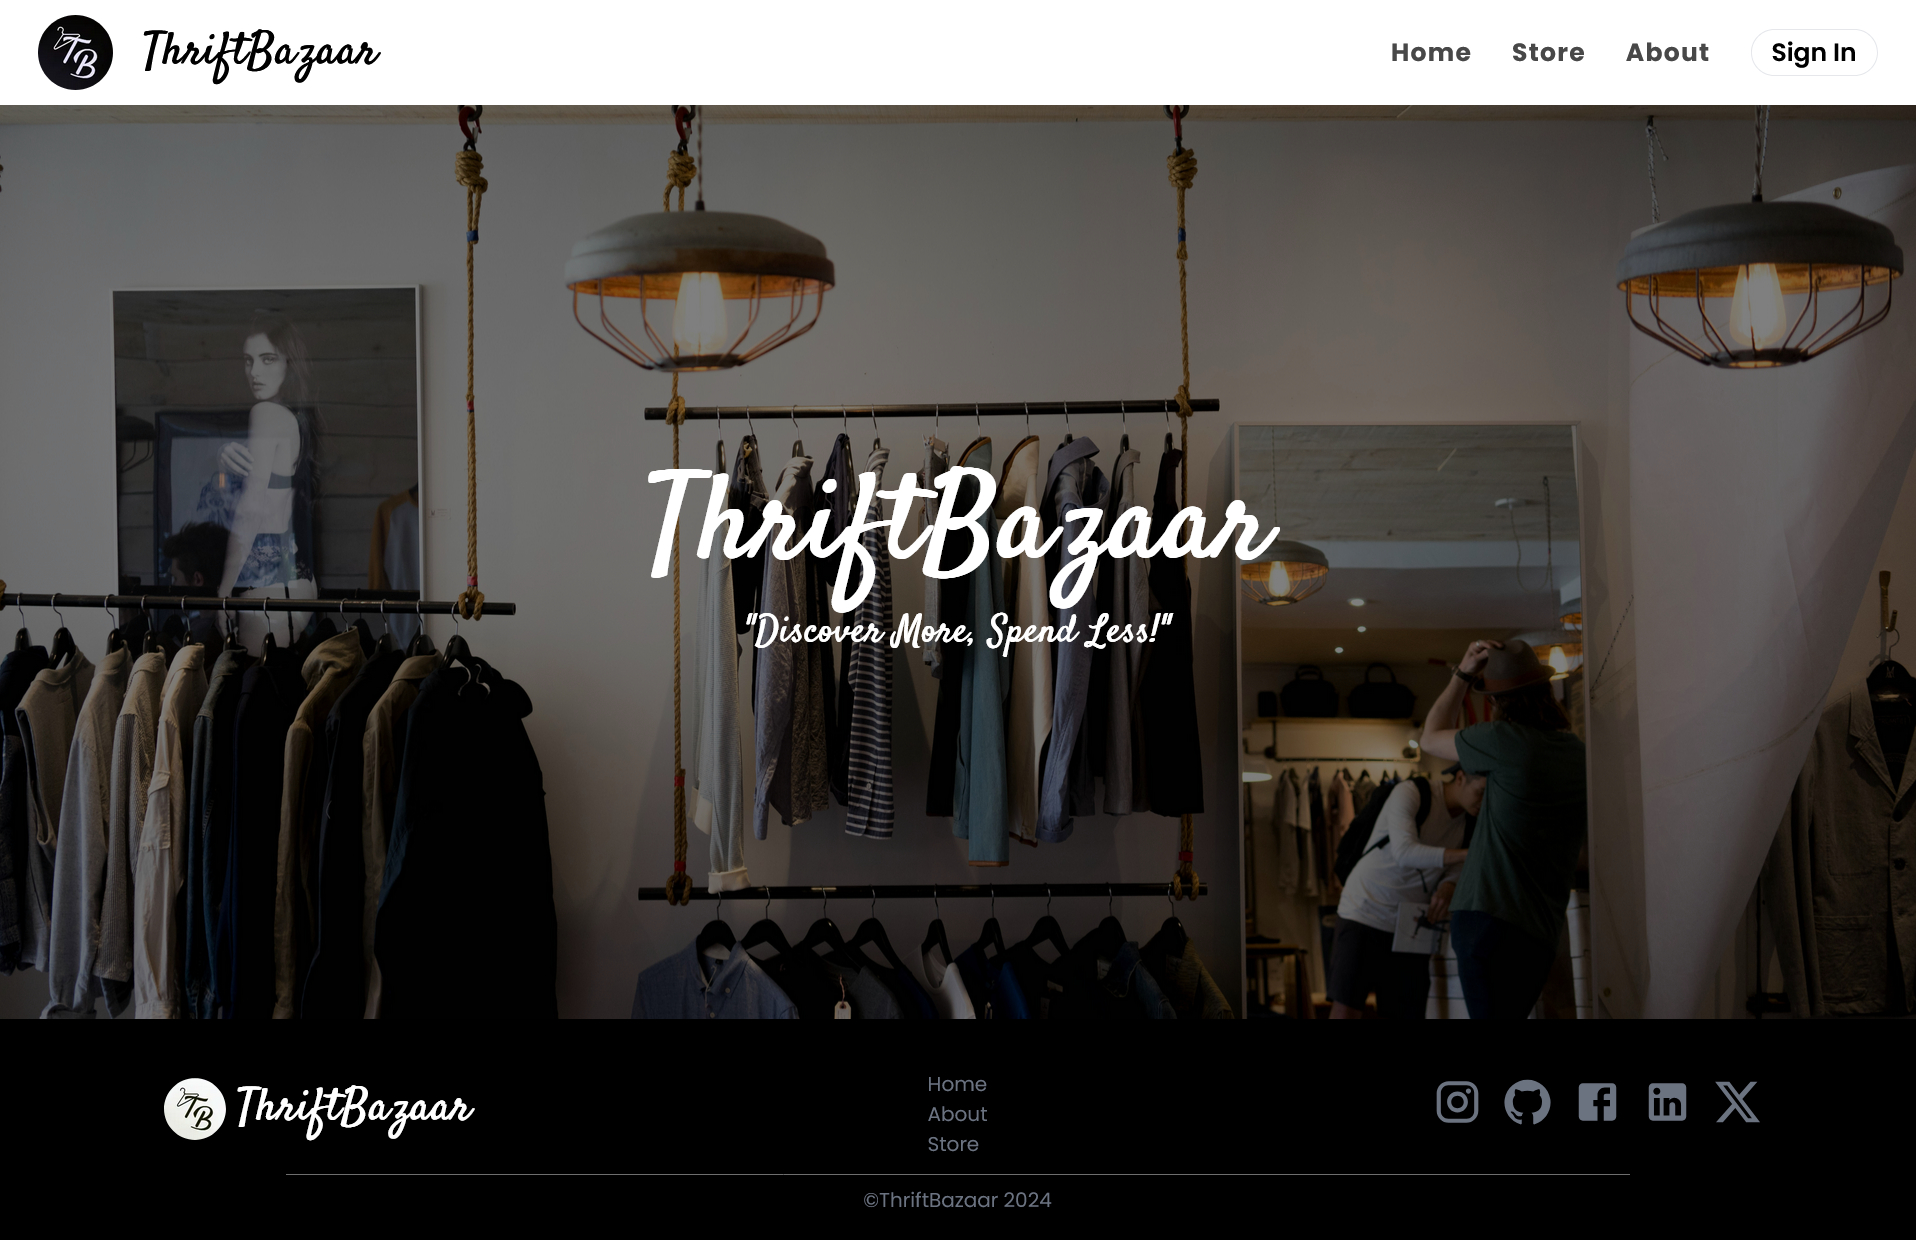 TB ThriftBazaar Home Store About Sign In
ThriftBazaar
"Discover More, Spend Less!"
TB ThriftBazaar
Home
About
Store
©ThriftBazaar 2024